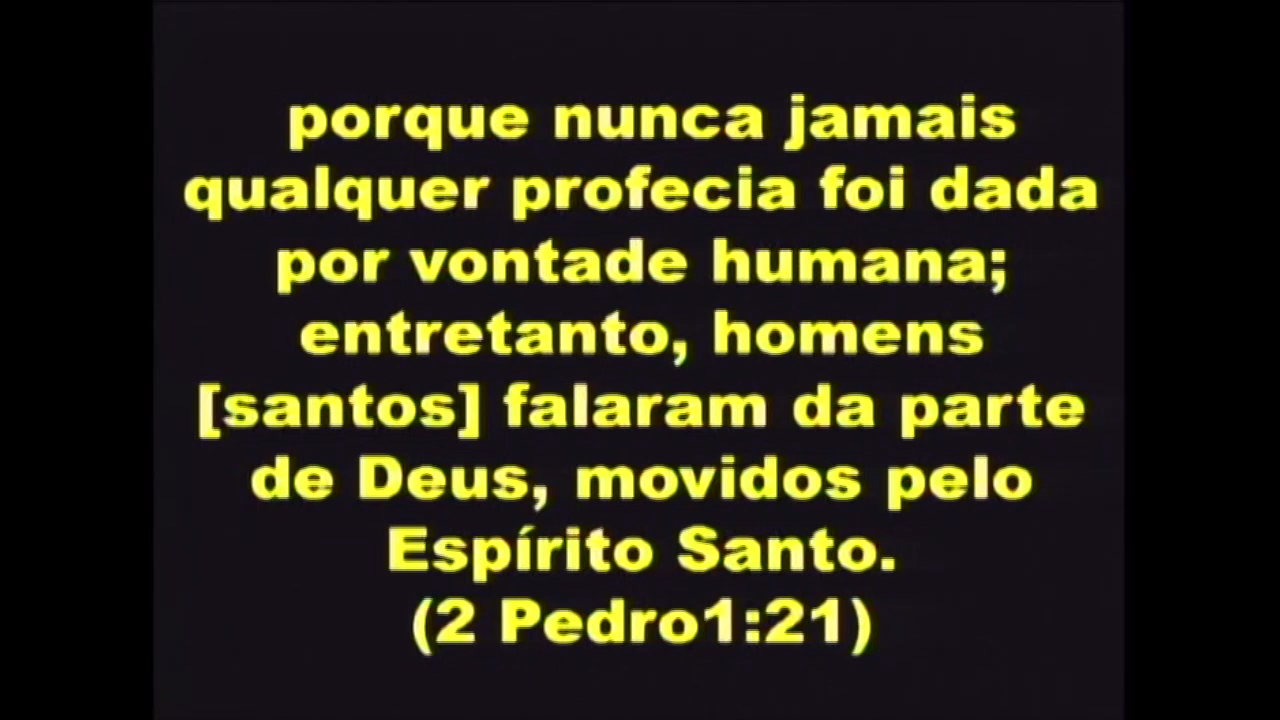 porque nunca jamais
qualquer profecia foi dada
por vontade humana;
entretanto, homens
[santos] falaram da parte
de Deus, movidos pelo
Espírito Santo.
(2 Pedro1:21)